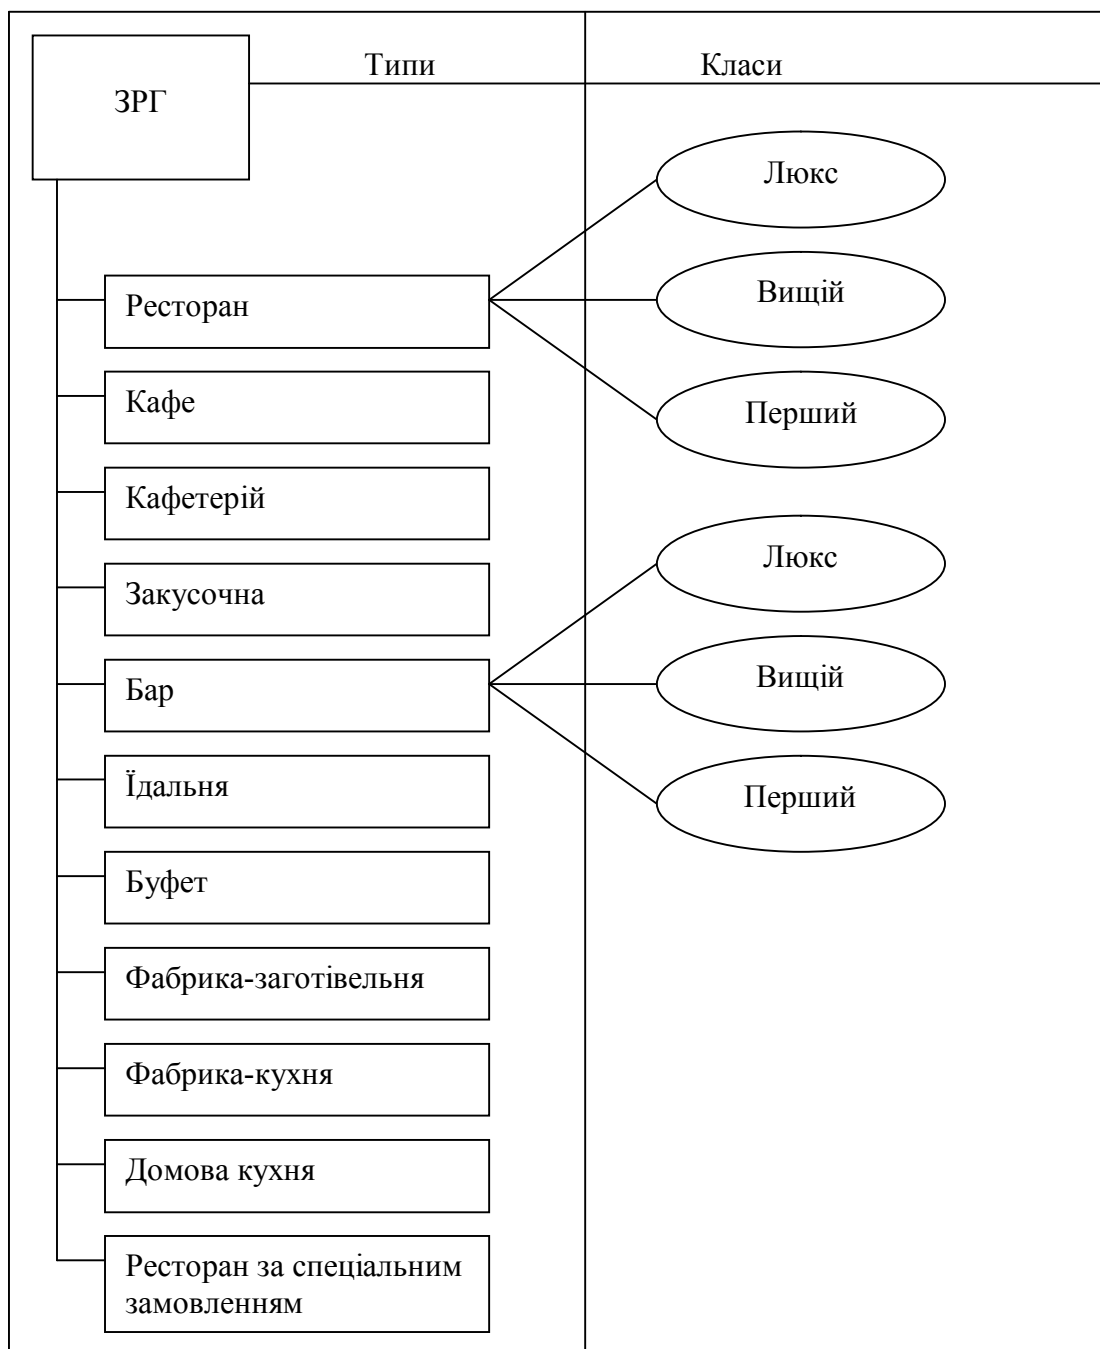 ЗРГ
Типи
Класи
Люкс
Ресторан
Вищій
Кафе
Перший
Кафетерій
Люкс
Закусочна
Бар
Вищій
Їдальня
Перший
Буфет
Фабрика-заготівельня
Фабрика-кухня
Домова кухня
Ресторан за спеціальним
замовленням